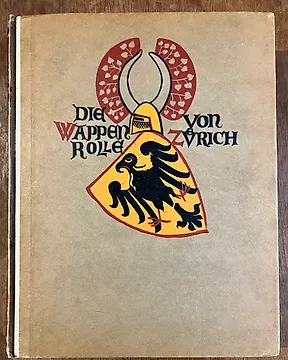 DIE
WAPPEN
ROLLE
VON
ZVRICH